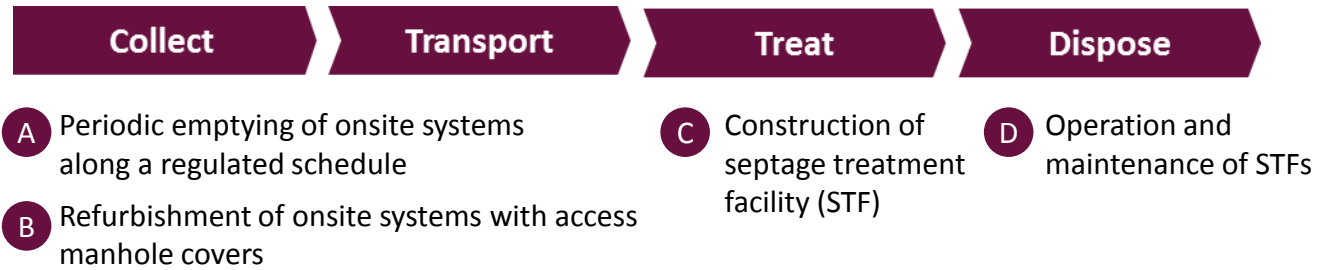 Collect Transport Treat Dispose
A Periodic emptying of onsite systems
along a regulated schedule
B Refurbishment of onsite systems with access
manhole covers
C Construction of
septage treatment
facility (STF)
D Operation and
maintenance of STFs